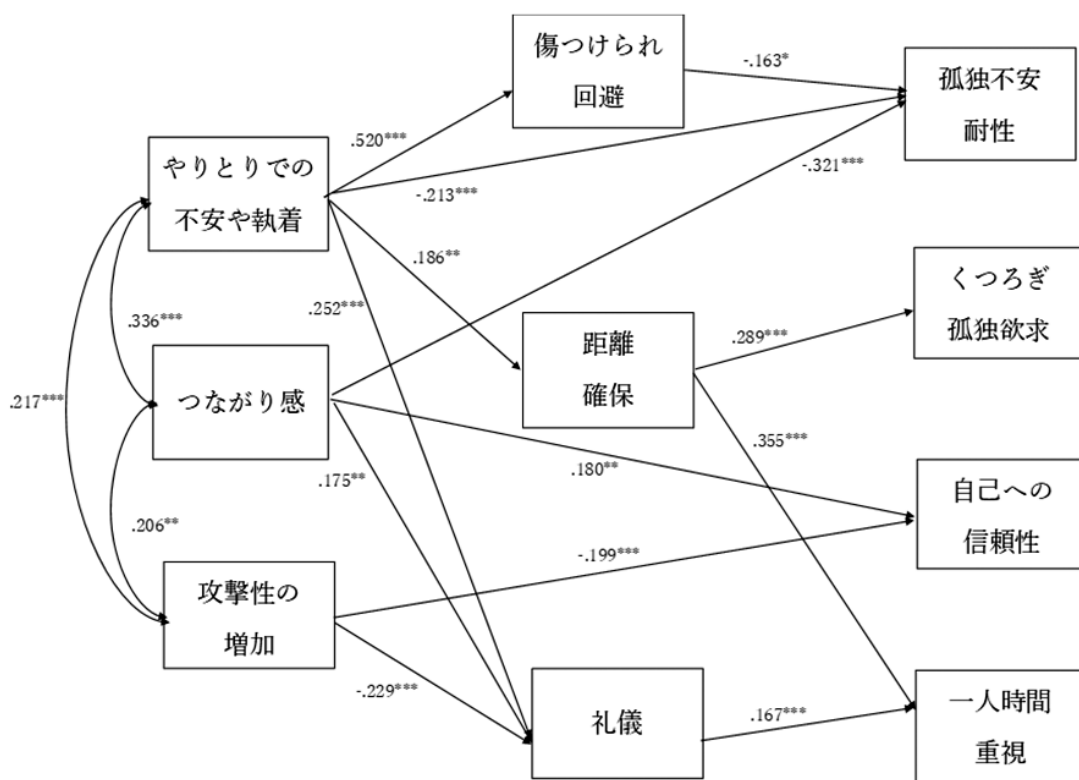 傷つけられ
回避
-.163*
孤独不安
耐性
.520***
やりとりでの
不安や執着
-.213***
-.321***
.186**
くつろぎ
孤独欲求
.252***
.336***
距離
確保
.289***
つながり感
.217***
.355***
.175**
.180**
自己への
信頼性
.206**
-.199***
攻撃性の
増加
-.229***
礼儀
.167***
一人時間
重視